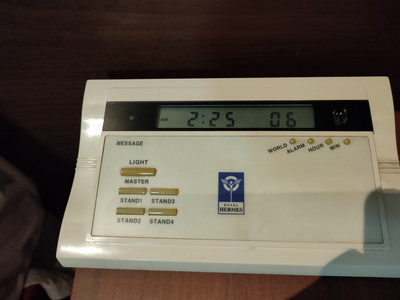 AM 2:25 06
MESSAGE
WORLD ALARM HOUR MIN
LIGHT
MASTER
STAND1 STAND3
STAND2 STAND4
HOTEL
HERMES